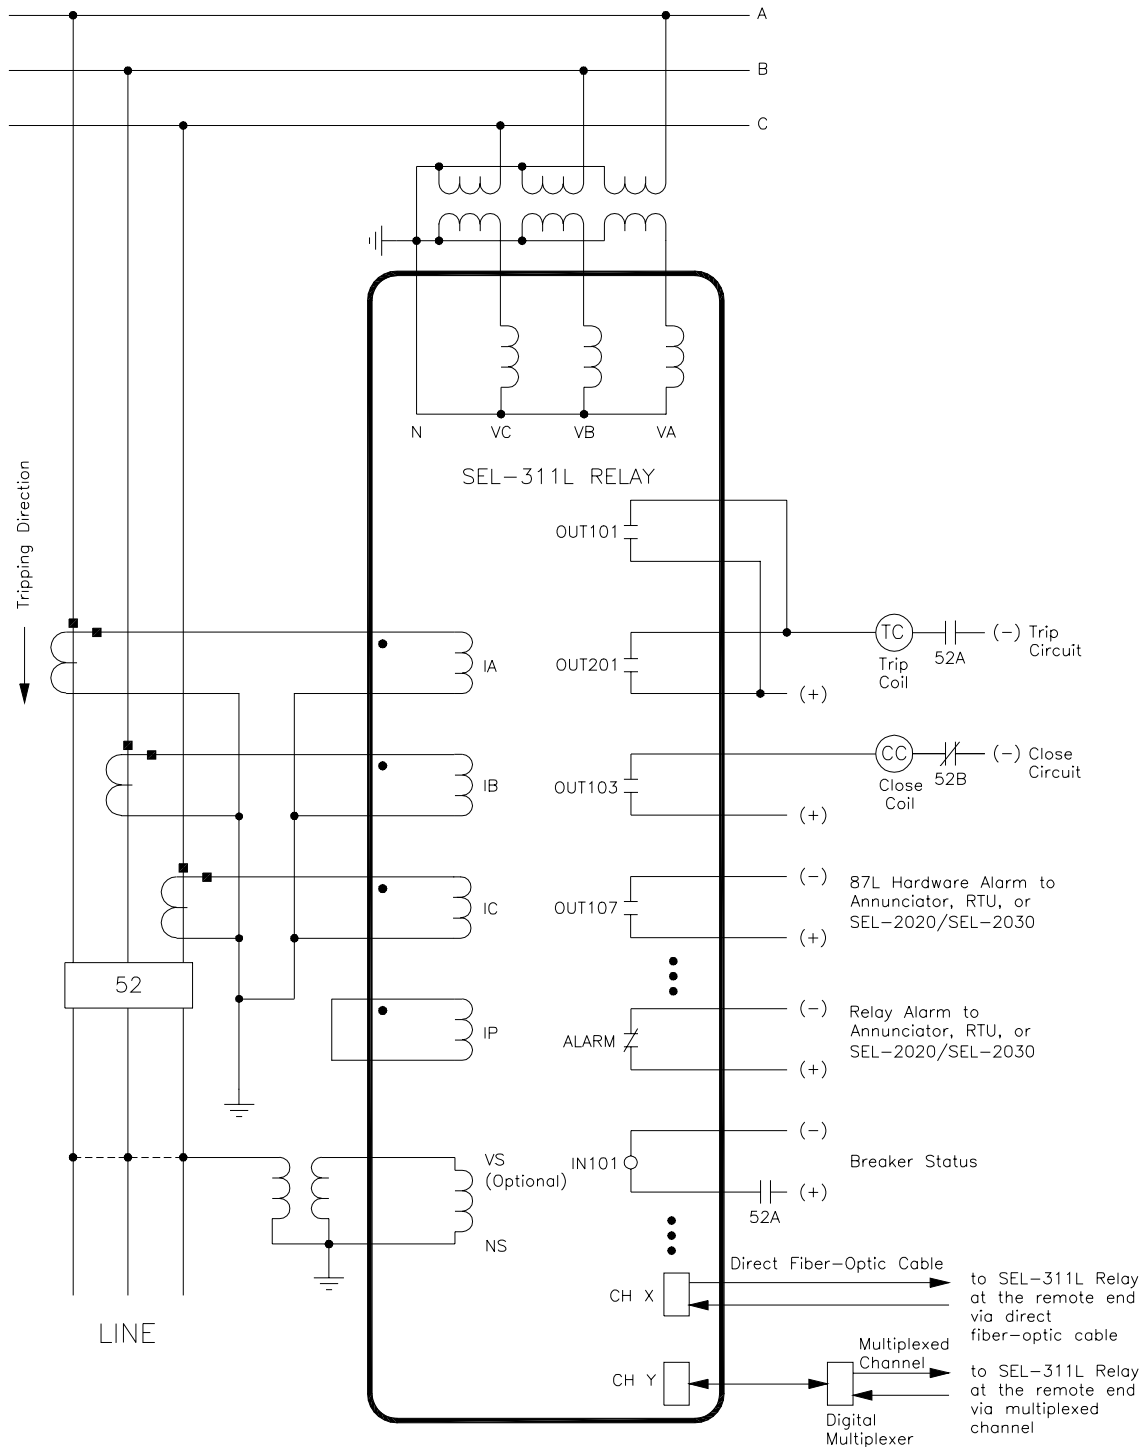 A
B
C
N
VC
VB
VA
SEL-311L RELAY
Tripping Direction
OUT101
IA
OUT201
TC
Trip
Coil
52A
(-) Trip
Circuit
(+)
IB
OUT103
CC
Close
Coil
52B
(-) Close
Circuit
(+)
IC
OUT107
(-)
(+)
87L Hardware Alarm to
Annunciator, RTU, or
SEL-2020/SEL-2030
52
IP
ALARM
(-)
(+)
Relay Alarm to
Annunciator, RTU, or
SEL-2020/SEL-2030
VS
(Optional)
NS
IN101
(-)
(+)
52A
Breaker Status
LINE
CH X
Direct Fiber-Optic Cable
to SEL-311L Relay
at the remote end
via direct
fiber-optic cable
CH Y
Multiplexed
Channel
Digital
Multiplexer
to SEL-311L Relay
at the remote end
via multiplexed
channel